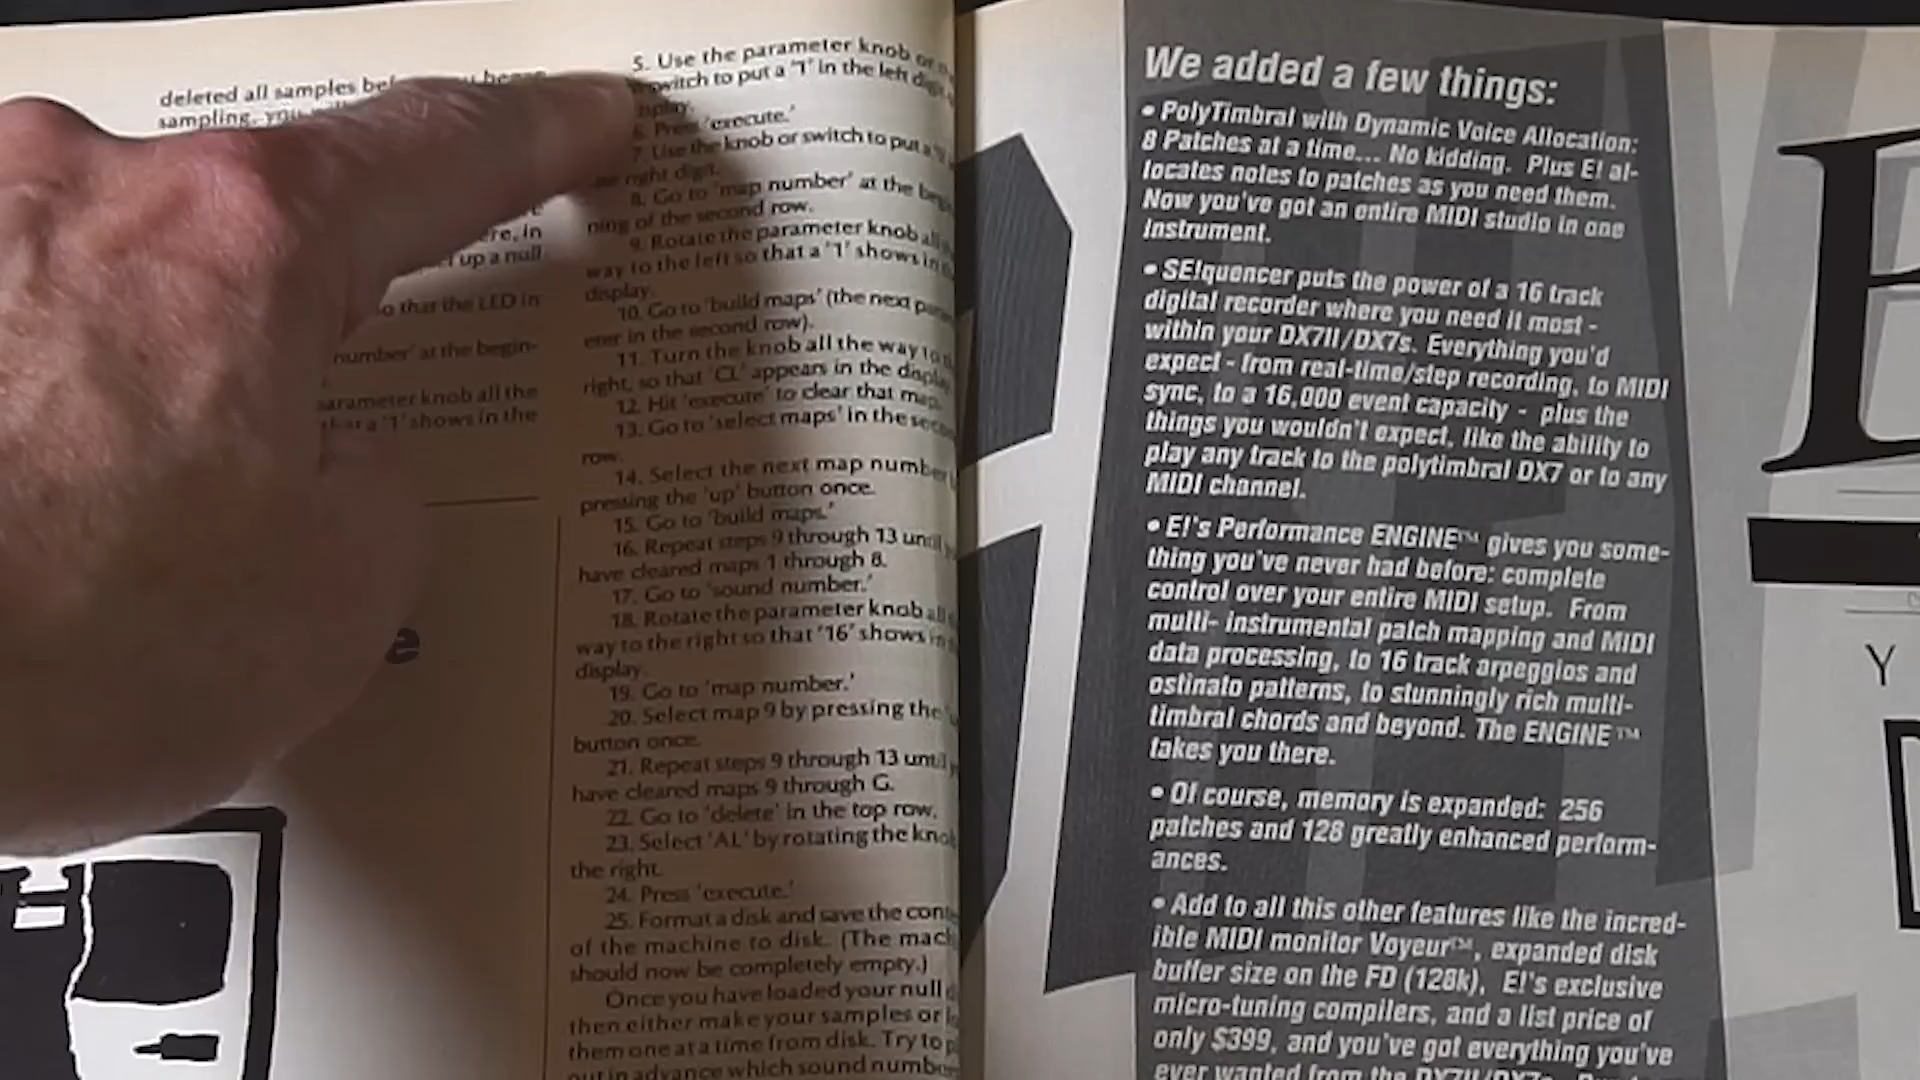 deleted all samples
sampling, you
ere, in
up a null
so that the LED in
number' at the begin-
parameter knob all the
that a '1' shows in the
e
5. Use the parameter knob or
switch to put a '1' in the left digit
display.
6. Press 'execute.'
7. Use the knob or switch to put a
right digit.
8. Go to 'map number' at the begin
ning of the second row.
9. Rotate the parameter knob all
way to the left so that a '1' shows in
display.
10. Go to 'build maps' (the next
eter in the second row).
11. Turn the knob all the way to
right, so that 'CL' appears in the display
12. Hit 'execute' to clear that map.
13. Go to 'select maps' in the
row.
14. Select the next map number
pressing the 'up' button once.
15. Go to 'build maps.'
16. Repeat steps 9 through 13 until
have cleared maps 1 through 8.
17. Go to 'sound number.'
18. Rotate the parameter knob all
way to the right so that '16' shows in
display.
19. Go to 'map number.'
20. Select map 9 by pressing the
button once.
21. Repeat steps 9 through 13 until
have cleared maps 9 through G.
22. Go to 'delete' in the top row.
23. Select 'AL' by rotating the
the right.
24. Press 'execute.'
25. Format a disk and save the
of the machine to disk. (The
should now be completely empty.)
Once you have loaded your null
then either make your samples or
them one at a time from disk. Try to
out in advance which sound
We added a few things:
• PolyTimbral with Dynamic Voice Allocation:
8 Patches at a time... No kidding. Plus E! al-
locates notes to patches as you need them.
Now you've got an entire MIDI studio in one
instrument.
• SE!quencer puts the power of a 16 track
digital recorder where you need it most -
within your DX7II/DX7s. Everything you'd
expect - from real-time/step recording, to MIDI
sync, to a 16,000 event capacity - plus the
things you wouldn't expect, like the ability to
play any track to the polytimbral DX7 or to any
MIDI channel.
• E!'s Performance ENGINE™ gives you some-
thing you've never had before: complete
control over your entire MIDI setup. From
multi- instrumental patch mapping and MIDI
data processing, to 16 track arpeggios and
ostinato patterns, to stunningly rich multi-
timbral chords and beyond. The ENGINE™
takes you there.
• Of course, memory is expanded: 256
patches and 128 greatly enhanced perform-
ances.
• Add to all this other features like the incred-
ible MIDI monitor Voyeur™, expanded disk
buffer size on the FD (128k), E!'s exclusive
micro-tuning compilers, and a list price of
only $399, and you've got everything you've
ever wanted from the DX7II/DX7s.
E
Y